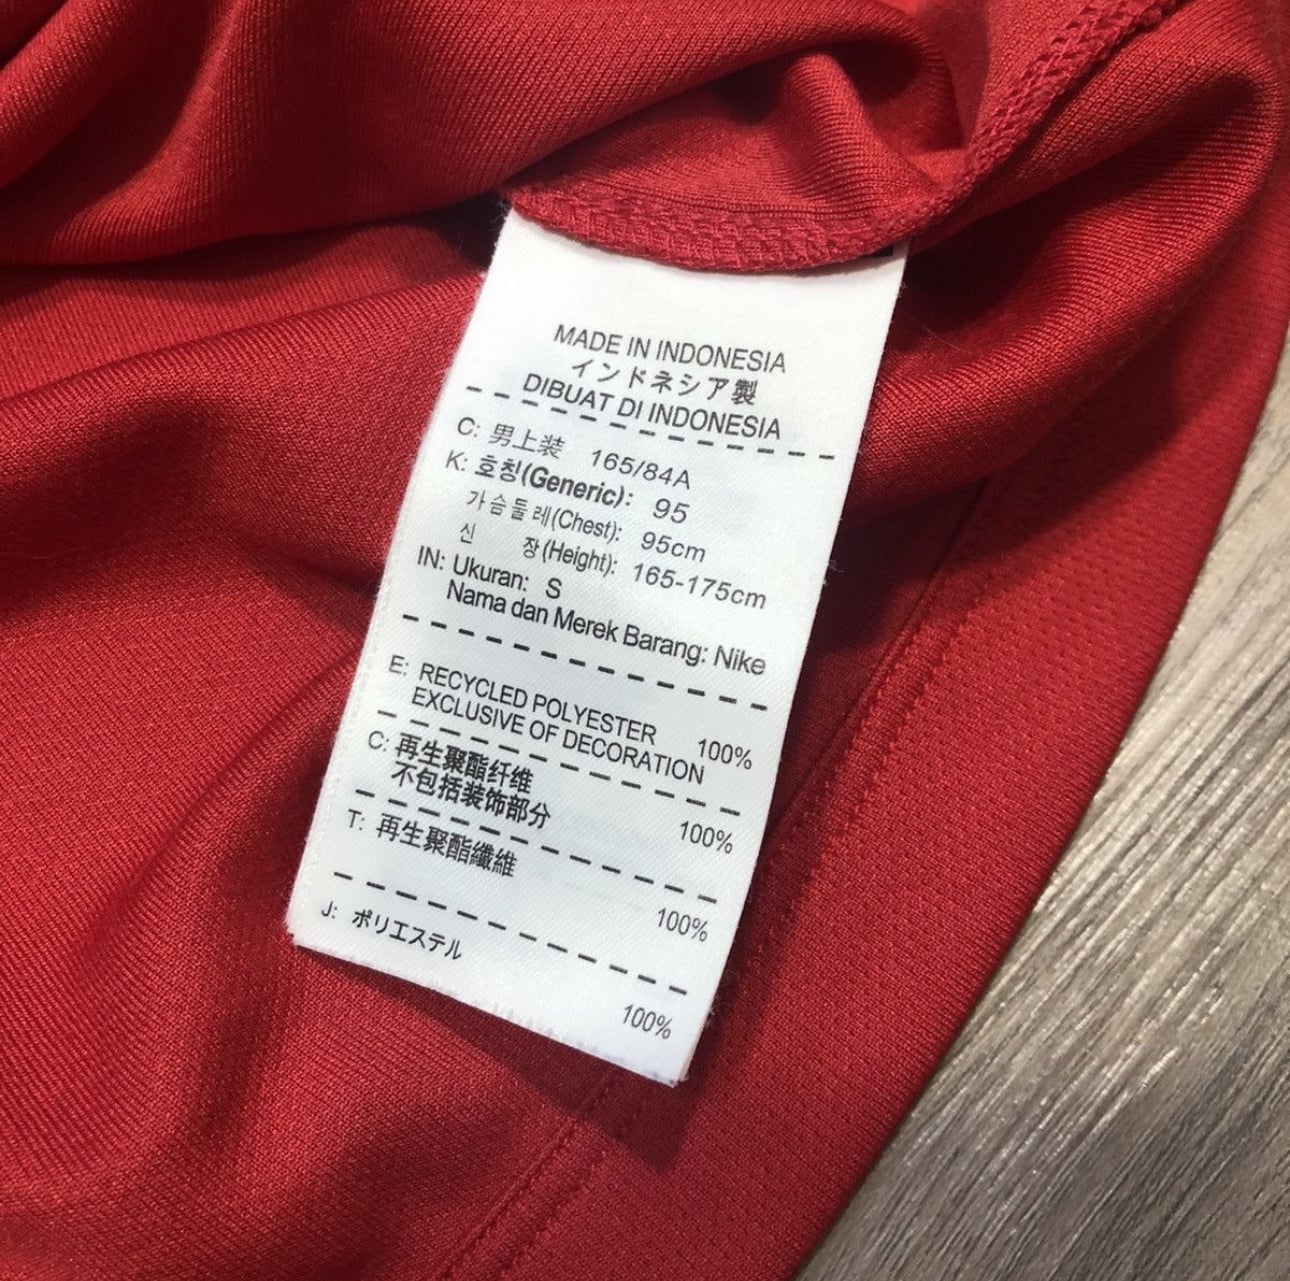 MADE IN INDONESIA
インドネシア製
DIBUAT DI INDONESIA
C: 男上装 165/84A
K: 호칭(Generic): 95
가슴둘레(Chest): 95cm
신 장(Height): 165-175cm
IN: Ukuran: S
Nama dan Merek Barang: Nike
E: RECYCLED POLYESTER 100%
EXCLUSIVE OF DECORATION
C: 再生聚酯纤维 100%
不包括装饰部分
T: 再生聚酯纖維 100%
J: ポリエステル 100%